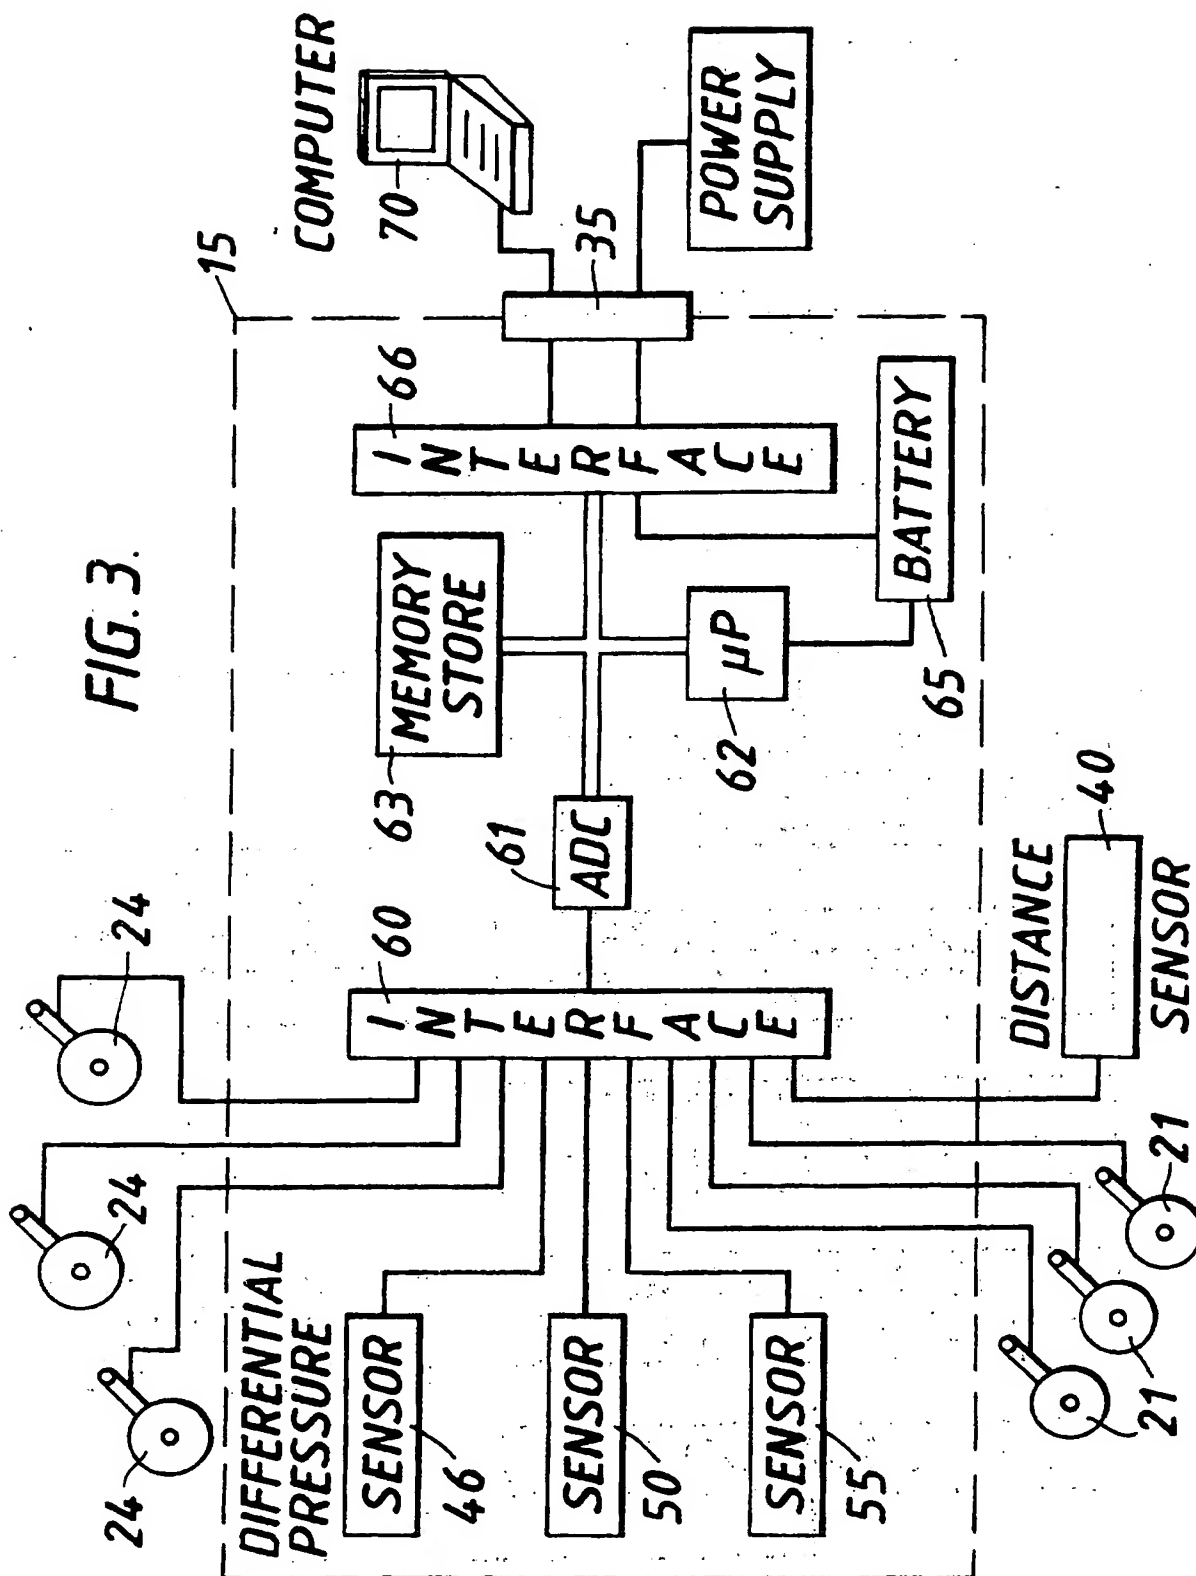 FIG. 3.
24
24
24
DIFFERENTIAL
PRESSURE
SENSOR
46
SENSOR
50
SENSOR
55
21
21
60
INTERFACE
61
ADC
63
MEMORY
STORE
62
µP
65
BATTERY
66
INTERFACE
15
35
COMPUTER
70
POWER
SUPPLY
DISTANCE
40
SENSOR